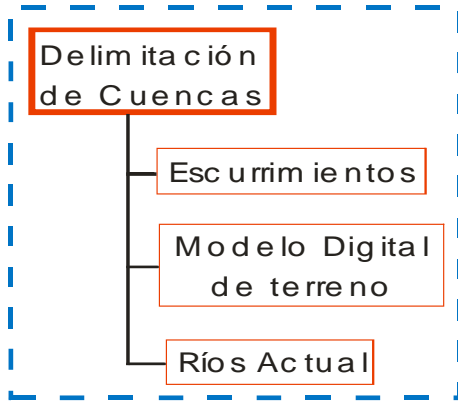 Delimitación
de Cuencas
Escurrimientos
Modelo Digital
de terreno
Ríos Actual